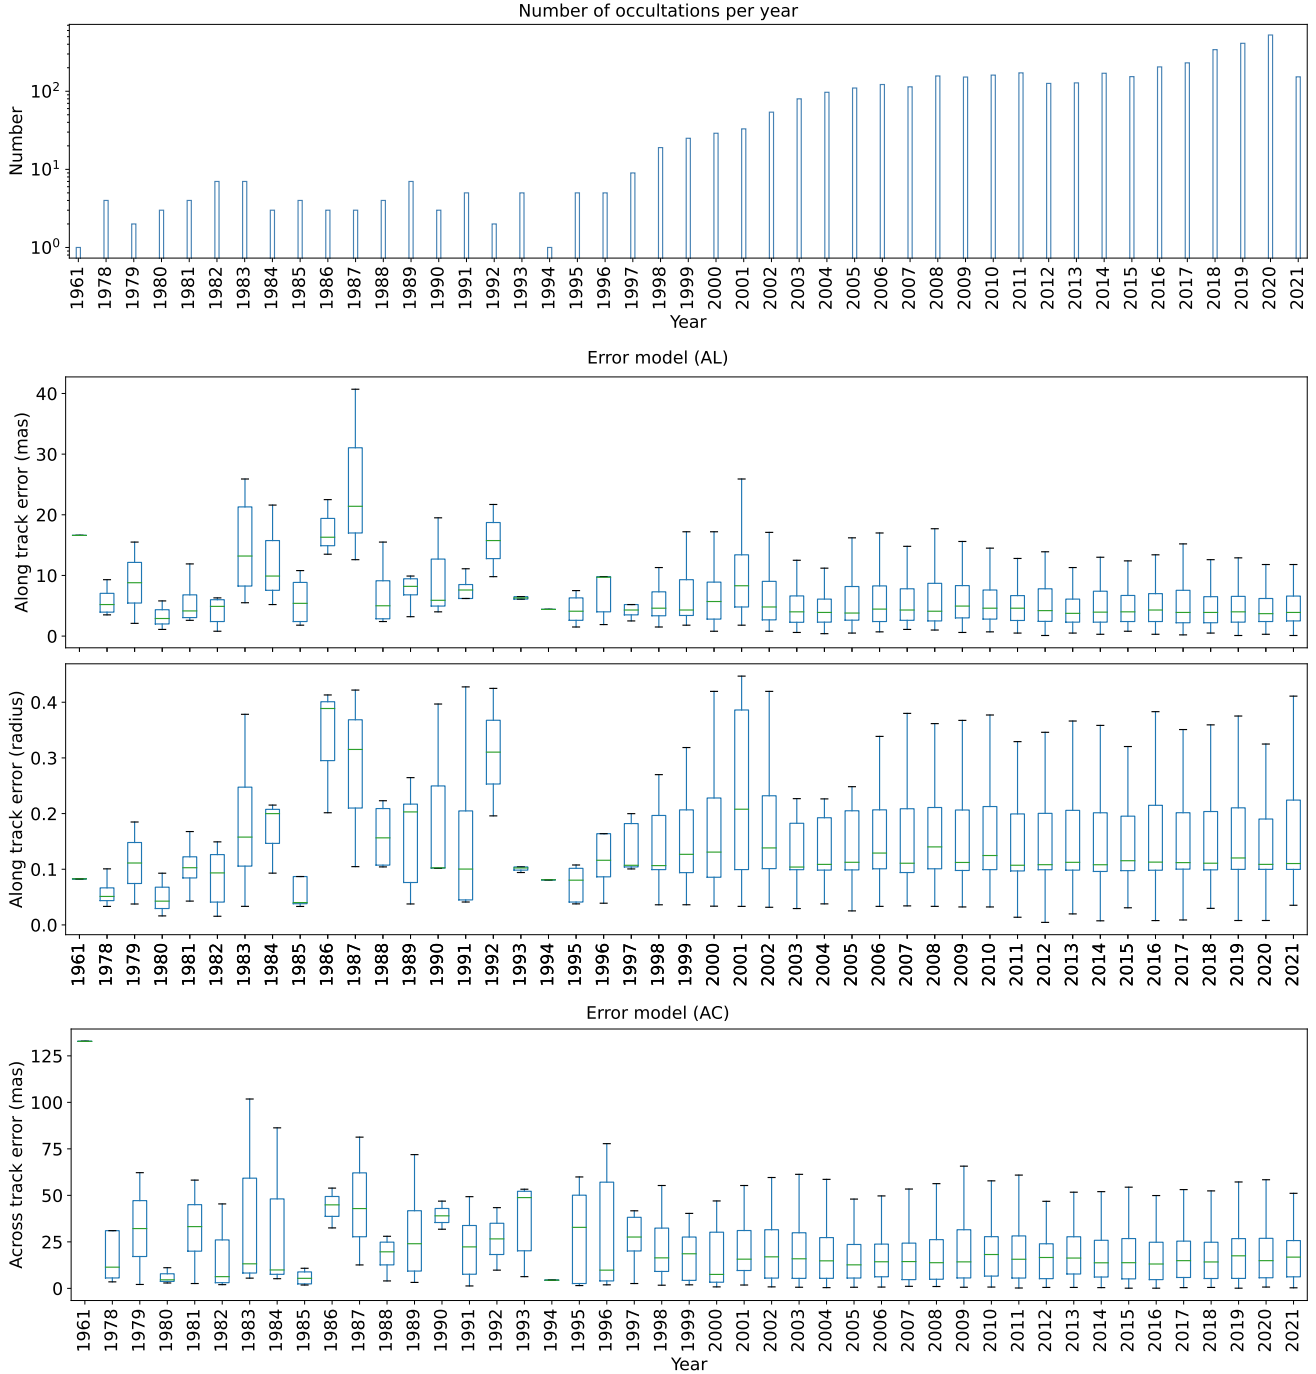 Number of occultations per year
Number
10² 10¹ 10⁰
1961 1978 1979 1980 1981 1982 1983 1984 1985 1986 1987 1988 1989 1990 1991 1992 1993 1994 1995 1996 1997 1998 1999 2000 2001 2002 2003 2004 2005 2006 2007 2008 2009 2010 2011 2012 2013 2014 2015 2016 2017 2018 2019 2020 2021
Year
Error model (AL)
Along track error (mas)
40
30
20
10
0
Along track error (radius)
0.4
0.3
0.2
0.1
0.0
1961 1978 1979 1980 1981 1982 1983 1984 1985 1986 1987 1988 1989 1990 1991 1992 1993 1994 1995 1996 1997 1998 1999 2000 2001 2002 2003 2004 2005 2006 2007 2008 2009 2010 2011 2012 2013 2014 2015 2016 2017 2018 2019 2020 2021
Error model (AC)
Across track error (mas)
125
100
75
50
25
0
1961 1978 1979 1980 1981 1982 1983 1984 1985 1986 1987 1988 1989 1990 1991 1992 1993 1994 1995 1996 1997 1998 1999 2000 2001 2002 2003 2004 2005 2006 2007 2008 2009 2010 2011 2012 2013 2014 2015 2016 2017 2018 2019 2020 2021
Year